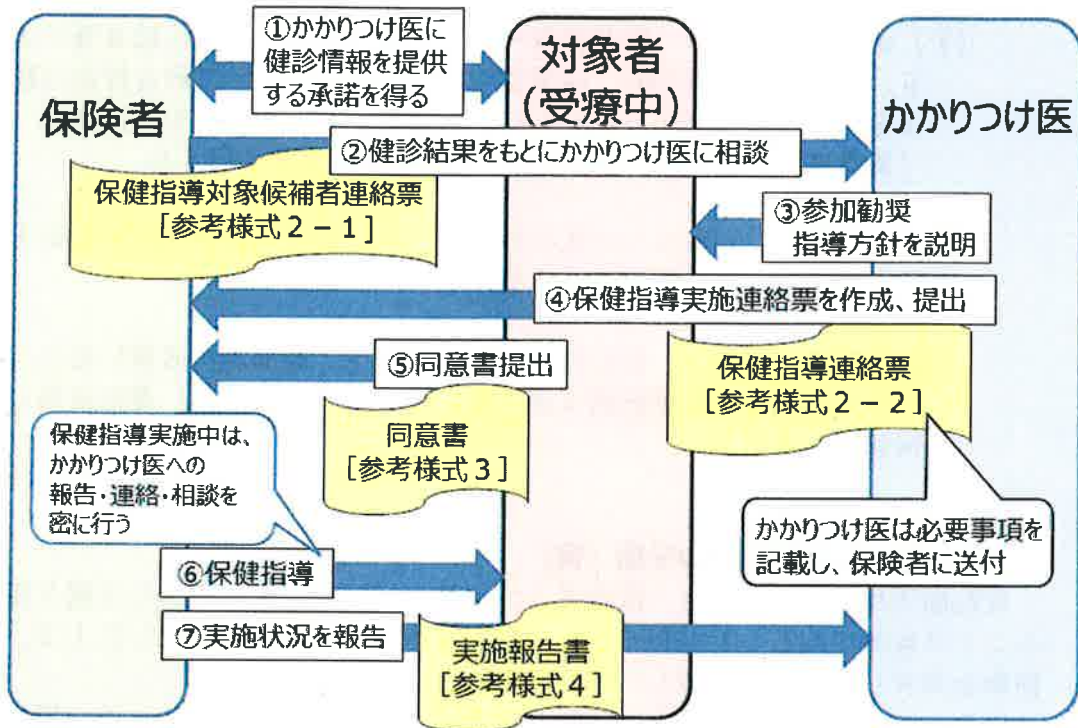 保険者
対象者
(受療中)
かかりつけ医
①かかりつけ医に
健診情報を提供
する承諾を得る
②健診結果をもとにかかりつけ医に相談
保健指導対象候補者連絡票
[参考様式2-1]
③参加勧奨
指導方針を説明
④保健指導実施連絡票を作成、提出
保健指導連絡票
[参考様式2-2]
かかりつけ医は必要事項を
記載し、保険者に送付
⑤同意書提出
同意書
[参考様式3]
保健指導実施中は、
かかりつけ医への
報告・連絡・相談を
密に行う
⑥保健指導
⑦実施状況を報告
実施報告書
[参考様式4]